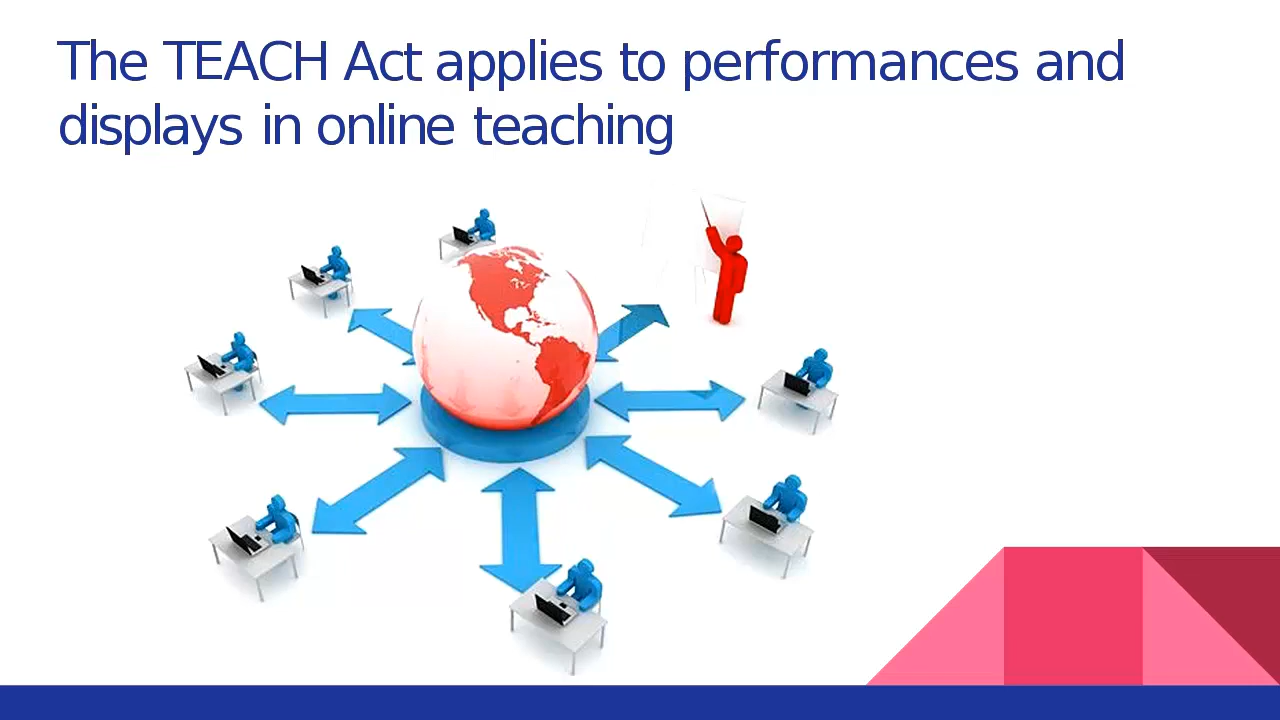 The TEACH Act applies to performances and
displays in online teaching